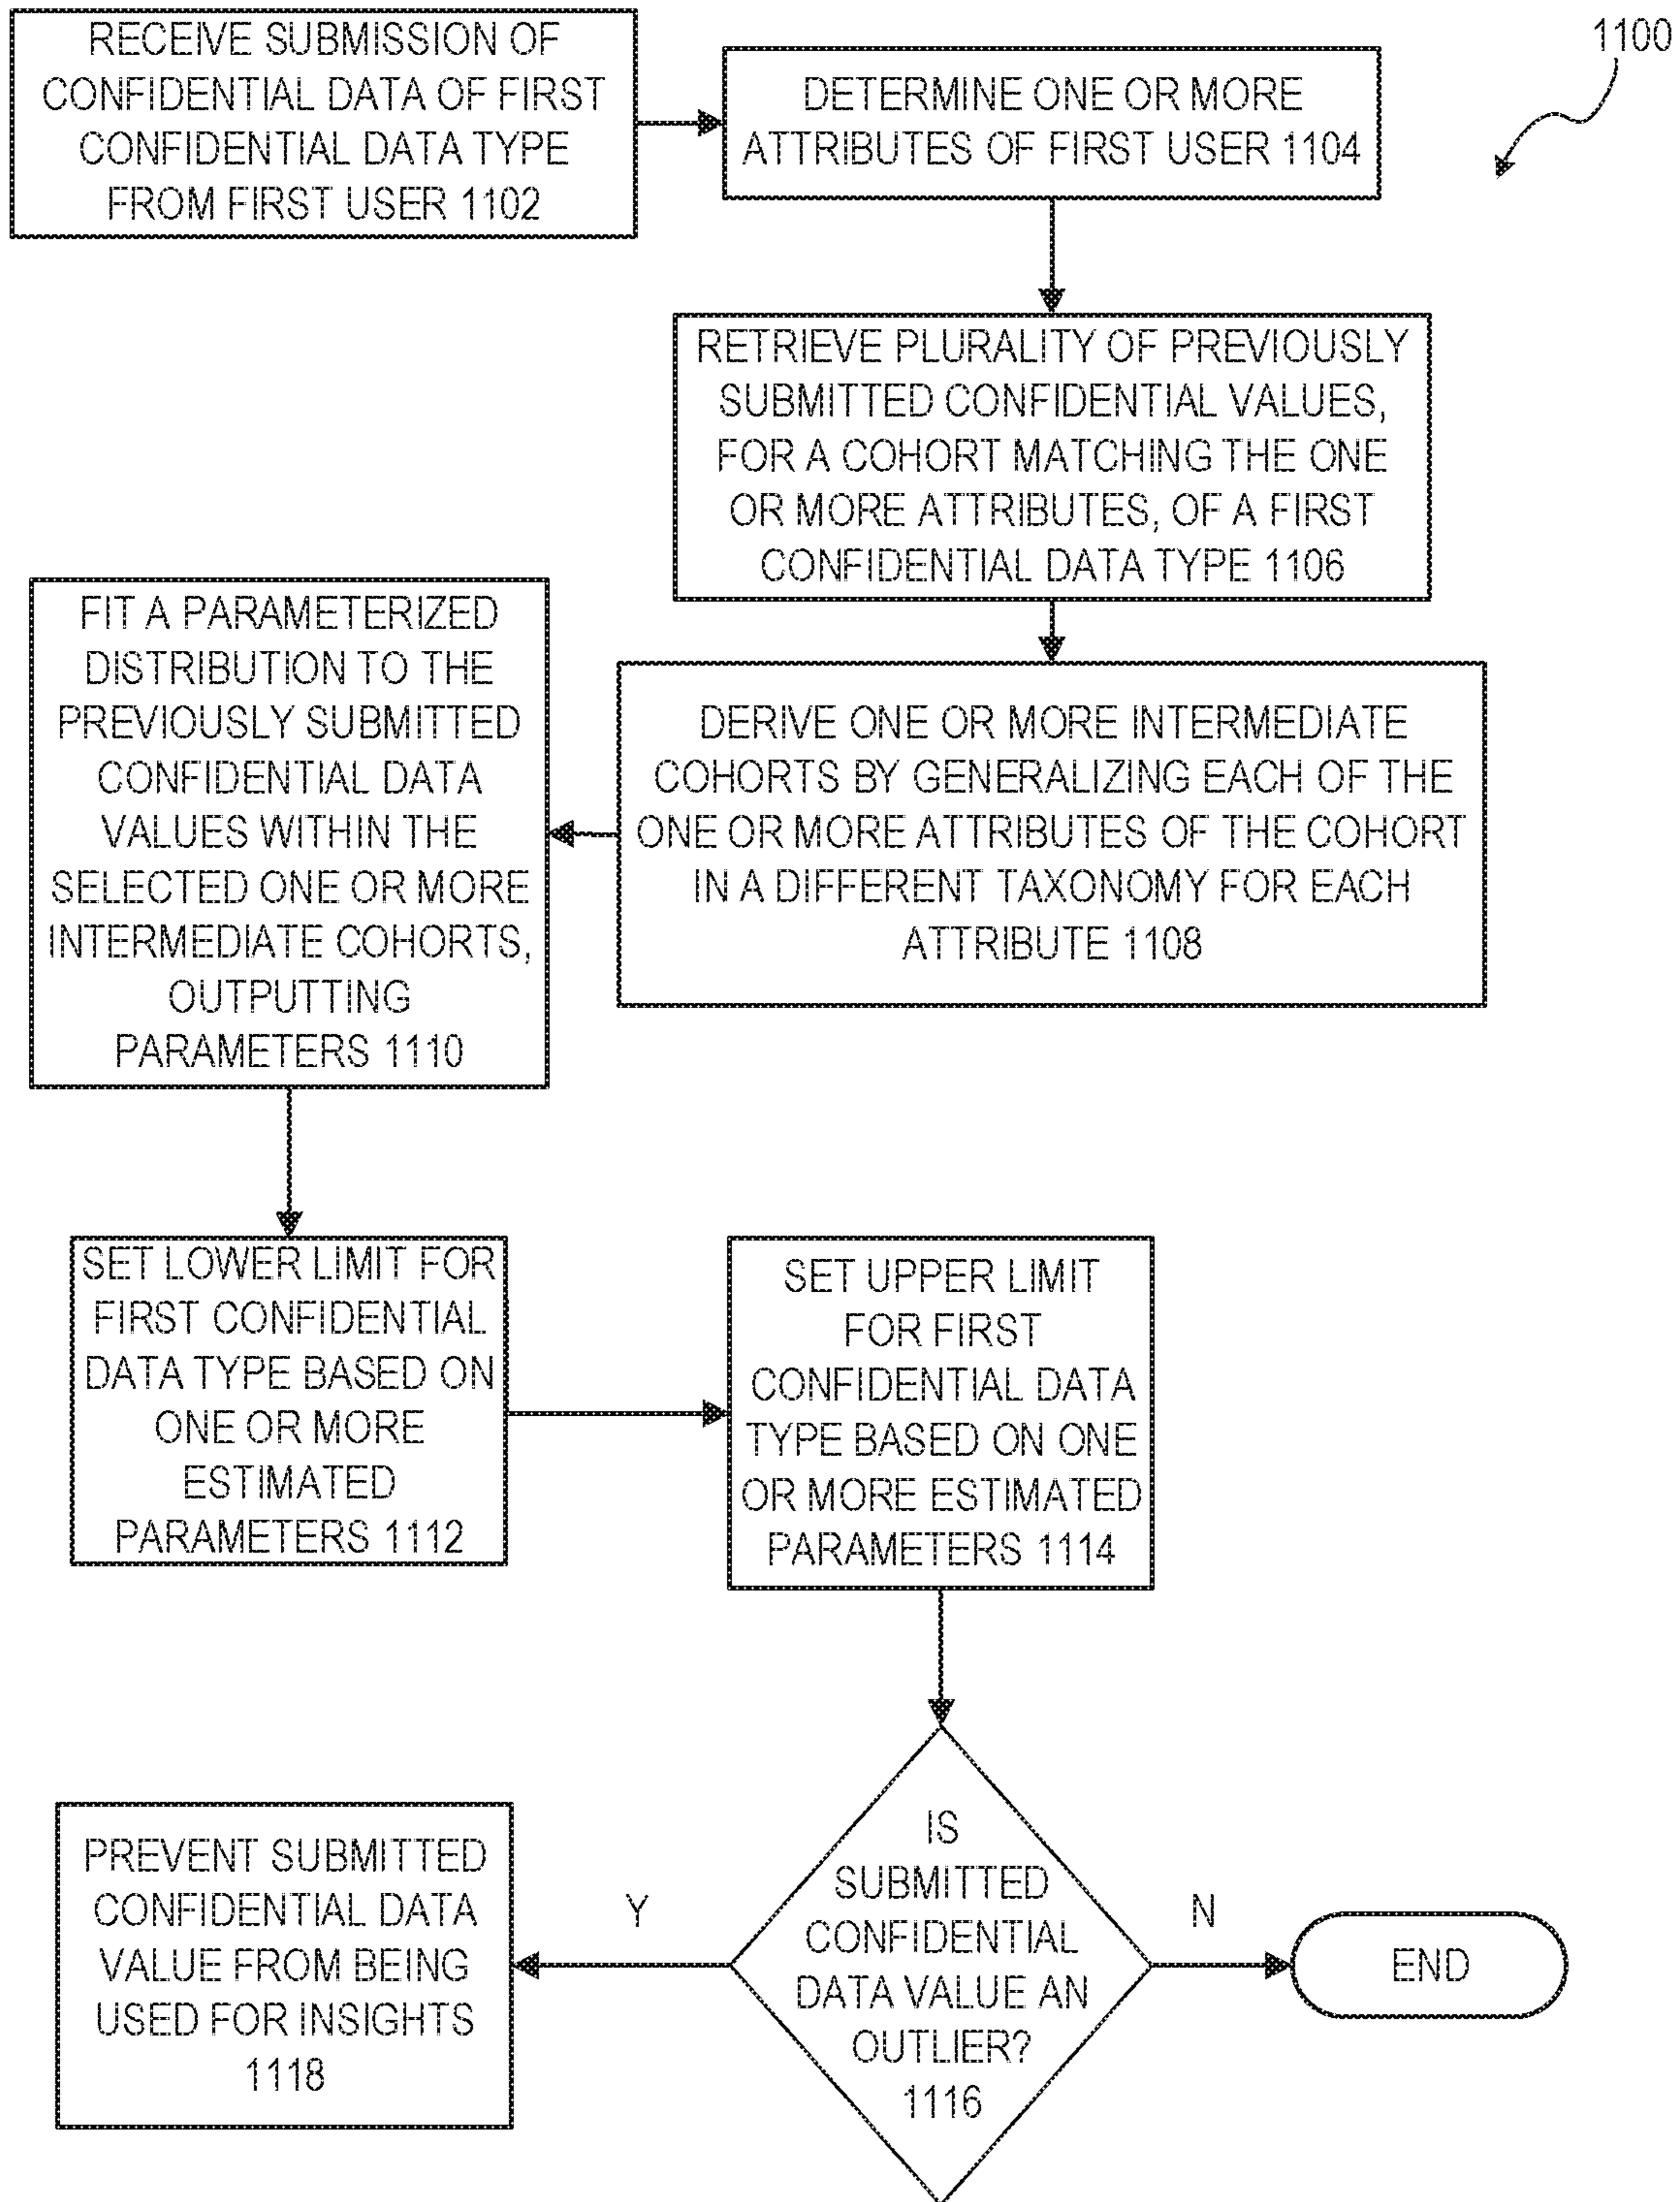 1100
RECEIVE SUBMISSION OF
CONFIDENTIAL DATA OF FIRST
CONFIDENTIAL DATA TYPE
FROM FIRST USER 1102
DETERMINE ONE OR MORE
ATTRIBUTES OF FIRST USER 1104
RETRIEVE PLURALITY OF PREVIOUSLY
SUBMITTED CONFIDENTIAL VALUES,
FOR A COHORT MATCHING THE ONE
OR MORE ATTRIBUTES, OF A FIRST
CONFIDENTIAL DATA TYPE 1106
DERIVE ONE OR MORE INTERMEDIATE
COHORTS BY GENERALIZING EACH OF THE
ONE OR MORE ATTRIBUTES OF THE COHORT
IN A DIFFERENT TAXONOMY FOR EACH
ATTRIBUTE 1108
FIT A PARAMETERIZED
DISTRIBUTION TO THE
PREVIOUSLY SUBMITTED
CONFIDENTIAL DATA
VALUES WITHIN THE
SELECTED ONE OR MORE
INTERMEDIATE COHORTS,
OUTPUTTING
PARAMETERS 1110
SET LOWER LIMIT FOR
FIRST CONFIDENTIAL
DATA TYPE BASED ON
ONE OR MORE
ESTIMATED
PARAMETERS 1112
SET UPPER LIMIT
FOR FIRST
CONFIDENTIAL DATA
TYPE BASED ON ONE
OR MORE ESTIMATED
PARAMETERS 1114
IS
SUBMITTED
CONFIDENTIAL
DATA VALUE AN
OUTLIER?
1116
Y
PREVENT SUBMITTED
CONFIDENTIAL DATA
VALUE FROM BEING
USED FOR INSIGHTS
1118
N
END